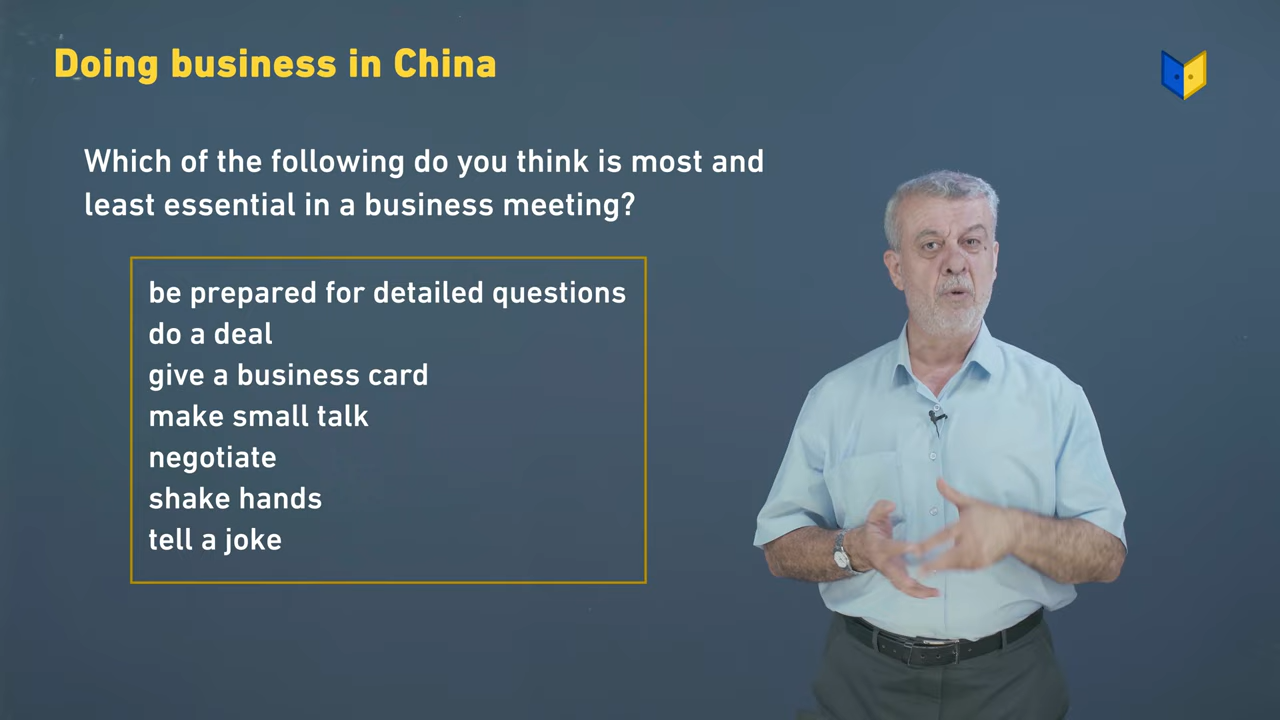 Doing business in China
Which of the following do you think is most and
least essential in a business meeting?
be prepared for detailed questions
do a deal
give a business card
make small talk
negotiate
shake hands
tell a joke